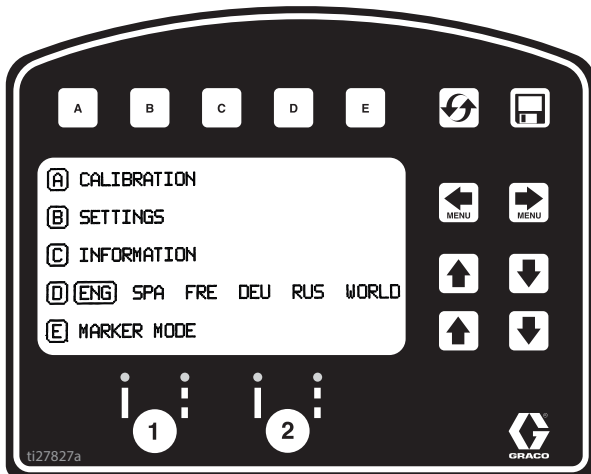 A B C D E
A CALIBRATION
B SETTINGS
MENU MENU
C INFORMATION
D ENG SPA FRE DEU RUS WORLD
E MARKER MODE
1 2
ti27827a
GRACO